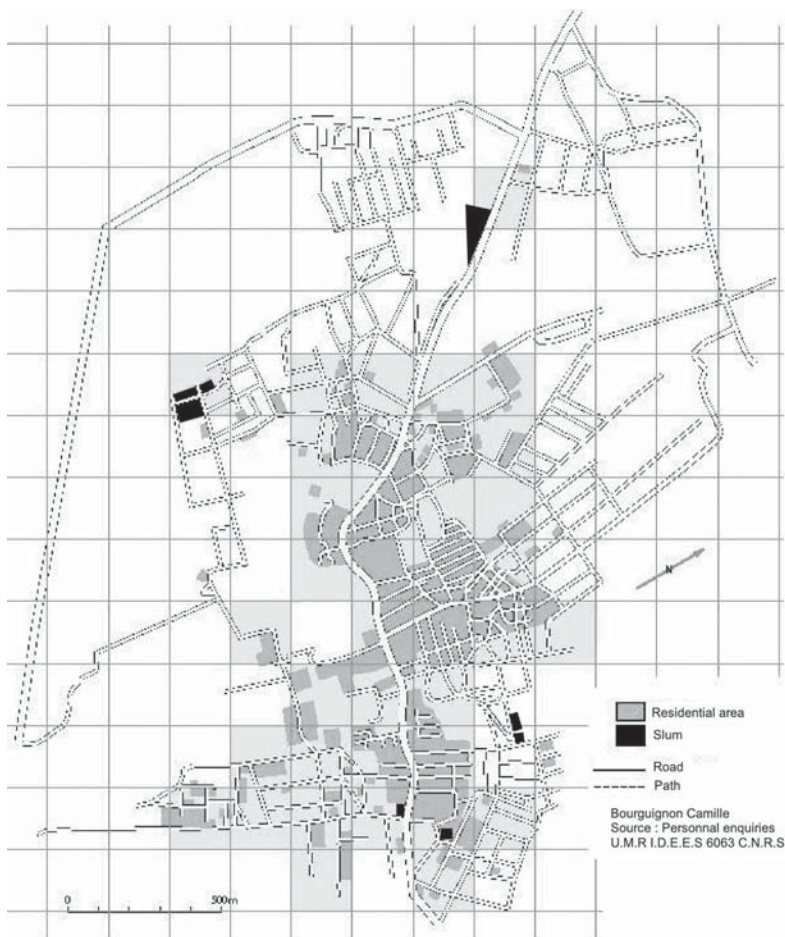 N
Residential area
Slum
Road
Path
Bourguignon Camille
Source : Personnal enquiries
U.M.R I.D.E.E.S 6063 C.N.R.S
0 500m